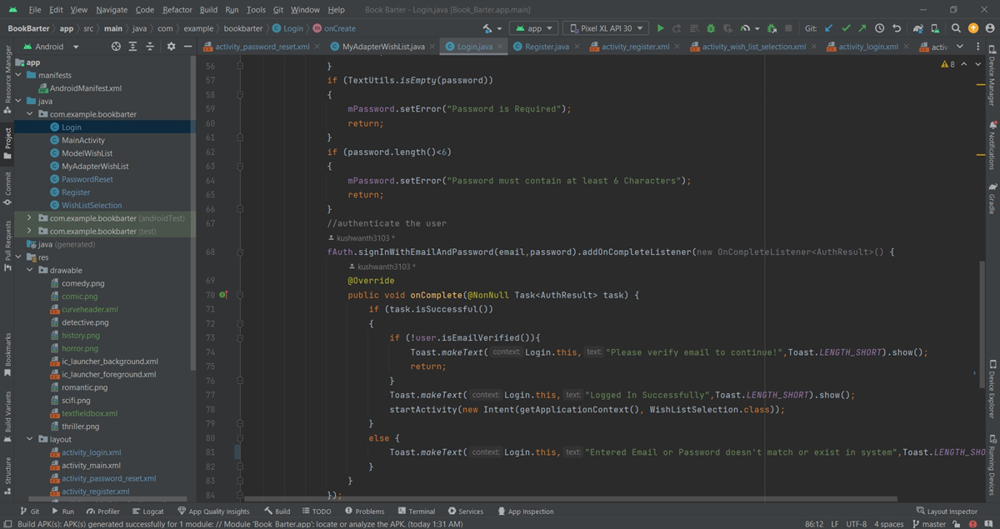 File Edit View Navigate Code Refactor Build Run Tools Git Window Help Book Barter - Login.java [Book_Barter.app.main]
BookBarter app src main java com example bookbarter Login onCreate app Pixel XL API 30 Git:
Android activity_password_reset.xml MyAdapterWishList.java Login.java Register.java activity_register.xml activity_wish_list_selection.xml activity_login.xml activ
Resource Manager
Project
Commit
Pull Requests
Bookmarks
Build Variants
Structure
app
manifests
AndroidManifest.xml
java
com.example.bookbarter
Login
MainActivity
ModelWishList
MyAdapterWishList
PasswordReset
Register
WishListSelection
com.example.bookbarter (androidTest)
com.example.bookbarter (test)
java (generated)
res
drawable
comedy.png
comic.png
curveheader.xml
detective.png
history.png
horror.png
ic_launcher_background.xml
ic_launcher_foreground.xml
romantic.png
scifi.png
textfieldbox.xml
thriller.png
layout
activity_login.xml
activity_main.xml
activity_password_reset.xml
activity_register.xml
8
56 }
57 if (TextUtils.isEmpty(password))
58 {
59 mPassword.setError("Password is Required");
60 return;
61 }
62 if (password.length()<6)
63 {
64 mPassword.setError("Password must contain at least 6 Characters");
65 return;
66 }
67 //authenticate the user
kushwanth3103 *
68 fAuth.signInWithEmailAndPassword(email,password).addOnCompleteListener(new OnCompleteListener<AuthResult>() {
kushwanth3103 *
69 @Override
70 public void onComplete(@NonNull Task<AuthResult> task) {
71 if (task.isSuccessful())
72 {
73 if (!user.isEmailVerified()){
74 Toast.makeText( context: Login.this, text: "Please verify email to continue!",Toast.LENGTH_SHORT).show();
75 return;
76 }
77 Toast.makeText( context: Login.this, text: "Logged In Successfully",Toast.LENGTH_SHORT).show();
78 startActivity(new Intent(getApplicationContext(), WishListSelection.class));
79 }
80 else {
81 Toast.makeText( context: Login.this, text: "Entered Email or Password doesn't match or exist in system",Toast.LENGTH_SHO
82 }
83 }
84 });
Device Manager
Notifications
Gradle
Device Explorer
Running Devices
Git Run Profiler Logcat App Quality Insights Build TODO Problems Terminal Services App Inspection Layout Inspector
Build APK(s): APK(s) generated successfully for 1 module: // Module 'Book_Barter.app': locate or analyze the APK. (today 1:31 AM) 86:12 LF UTF-8 4 spaces master